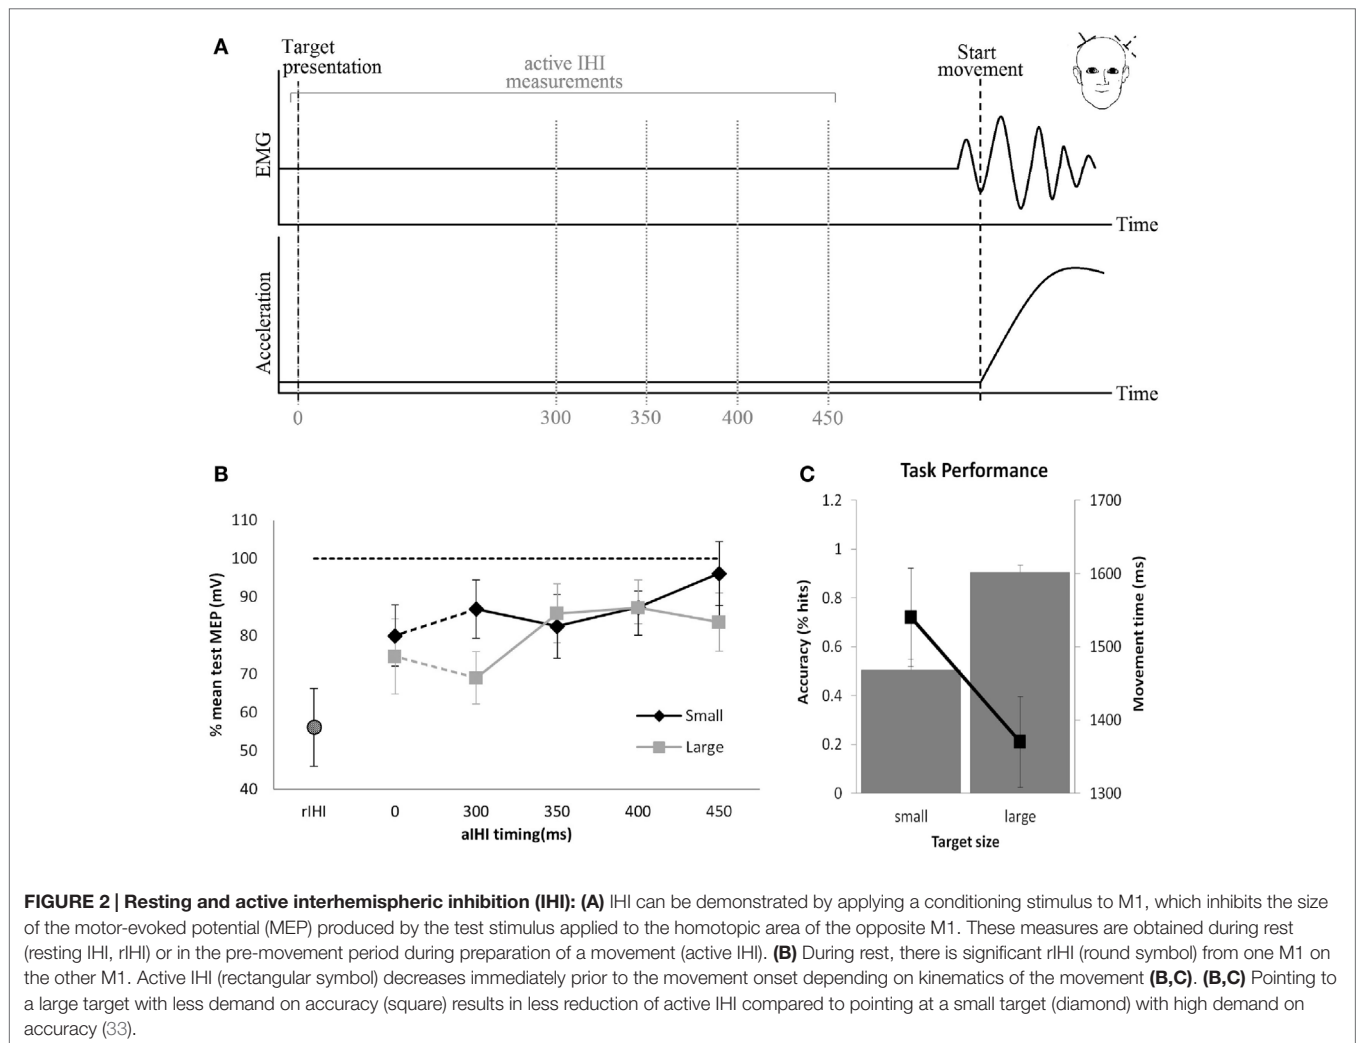 A
Target
presentation
active IHI
measurements
Start
movement
EMG
Time
Acceleration
Time
0
300
350
400
450
B
% mean test MEP (mV)
110
100
90
80
70
60
50
40
Small
Large
rIHI
0
300
350
400
450
aIHI timing(ms)
C
Task Performance
Accuracy (% hits)
1.2
1
0.8
0.6
0.4
0.2
0
1700
1600
1500
1400
1300
Movement time (ms)
small
large
Target size
FIGURE 2 | Resting and active interhemispheric inhibition (IHI): (A) IHI can be demonstrated by applying a conditioning stimulus to M1, which inhibits the size
of the motor-evoked potential (MEP) produced by the test stimulus applied to the homotopic area of the opposite M1. These measures are obtained during rest
(resting IHI, rIHI) or in the pre-movement period during preparation of a movement (active IHI). (B) During rest, there is significant rIHI (round symbol) from one M1 on
the other M1. Active IHI (rectangular symbol) decreases immediately prior to the movement onset depending on kinematics of the movement (B,C). (B,C) Pointing to
a large target with less demand on accuracy (square) results in less reduction of active IHI compared to pointing at a small target (diamond) with high demand on
accuracy (33).